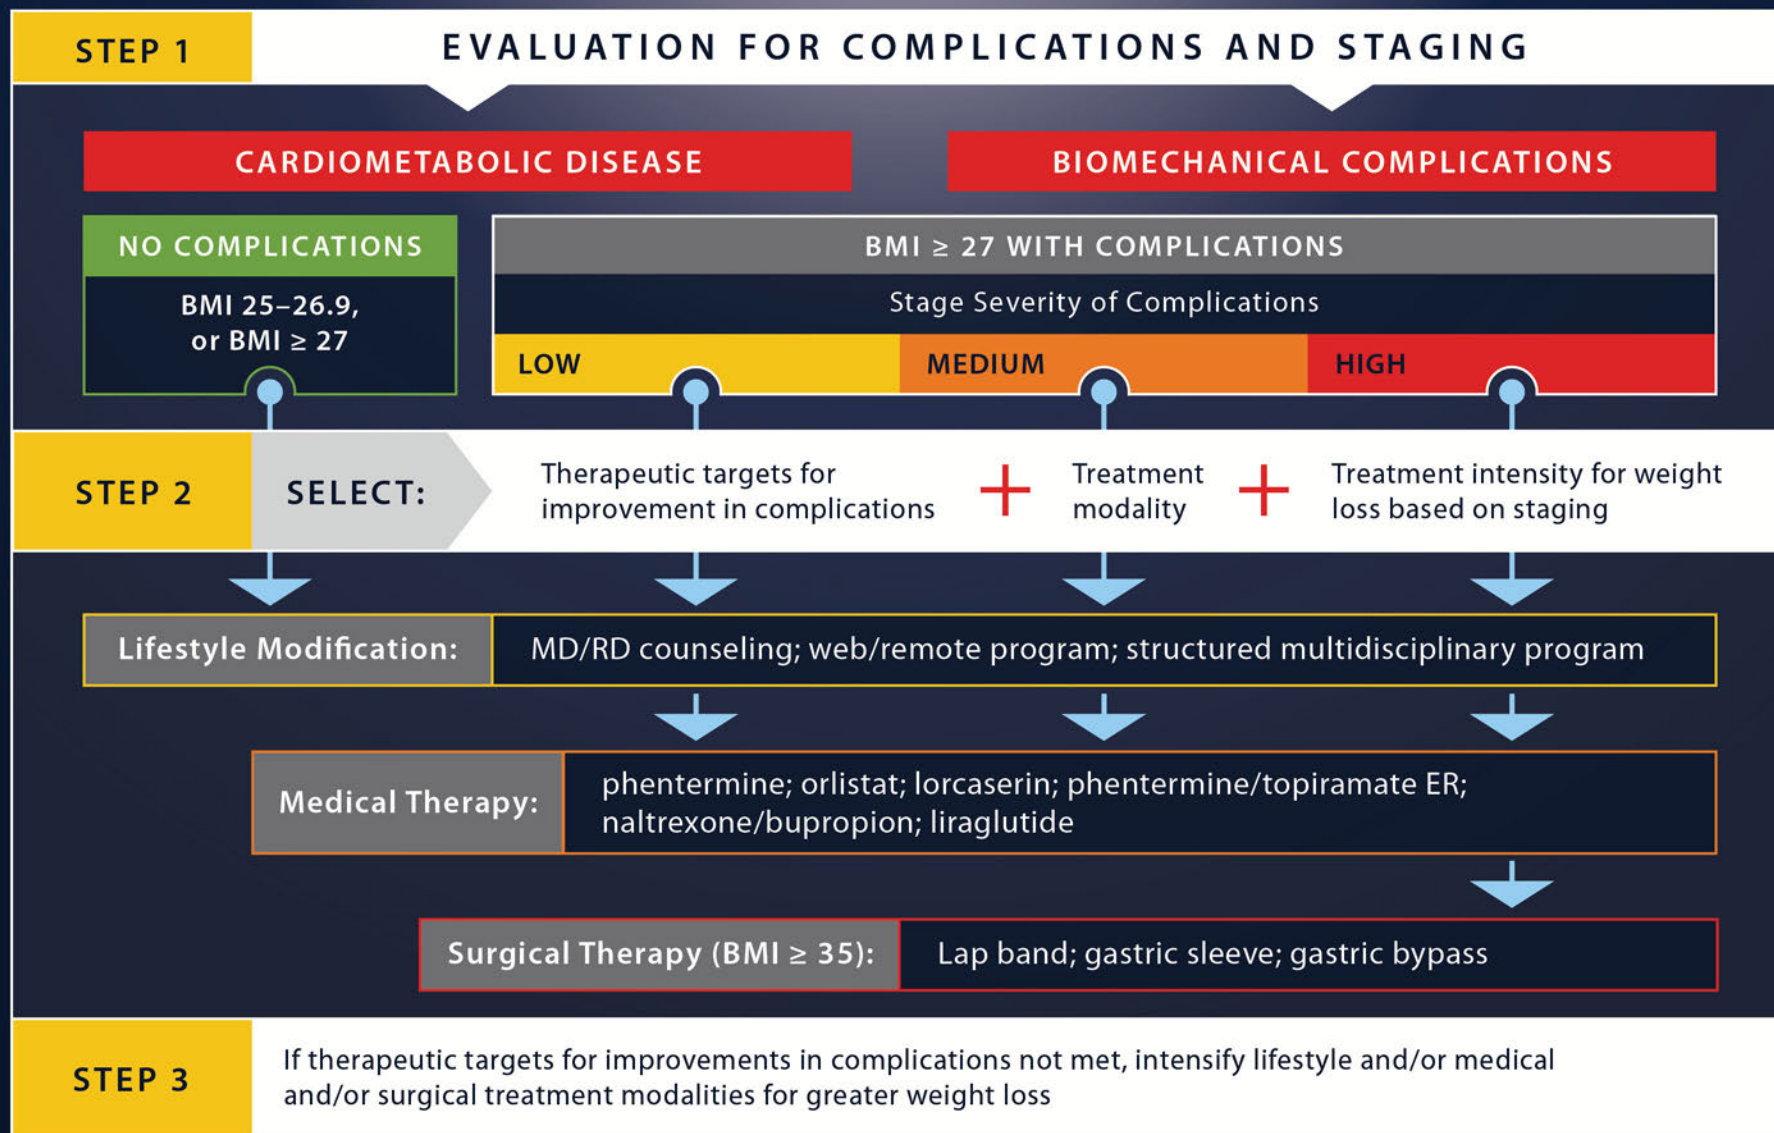 STEP 1
EVALUATION FOR COMPLICATIONS AND STAGING
CARDIOMETABOLIC DISEASE
BIOMECHANICAL COMPLICATIONS
NO COMPLICATIONS
BMI 25–26.9,
or BMI ≥ 27
BMI ≥ 27 WITH COMPLICATIONS
Stage Severity of Complications
LOW
MEDIUM
HIGH
STEP 2
SELECT:
Therapeutic targets for
improvement in complications
+
Treatment
modality
+
Treatment intensity for weight
loss based on staging
Lifestyle Modification:
MD/RD counseling; web/remote program; structured multidisciplinary program
Medical Therapy:
phentermine; orlistat; lorcaserin; phentermine/topiramate ER;
naltrexone/bupropion; liraglutide
Surgical Therapy (BMI ≥ 35):
Lap band; gastric sleeve; gastric bypass
STEP 3
If therapeutic targets for improvements in complications not met, intensify lifestyle and/or medical
and/or surgical treatment modalities for greater weight loss